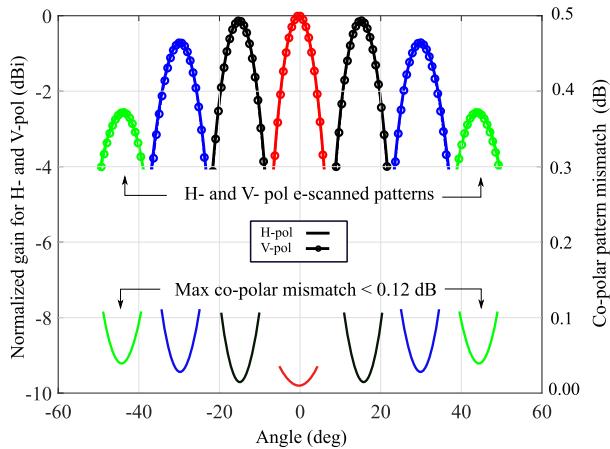 Normalized gain for H- and V-pol (dBi)
0
-2
-4
-6
-8
-10
H- and V- pol e-scanned patterns
H-pol
V-pol
Max co-polar mismatch < 0.12 dB
0.5
0.4
0.3
0.2
0.1
0.00
Co-polar pattern mismatch (dB)
-60 -40 -20 0 20 40 60
Angle (deg)